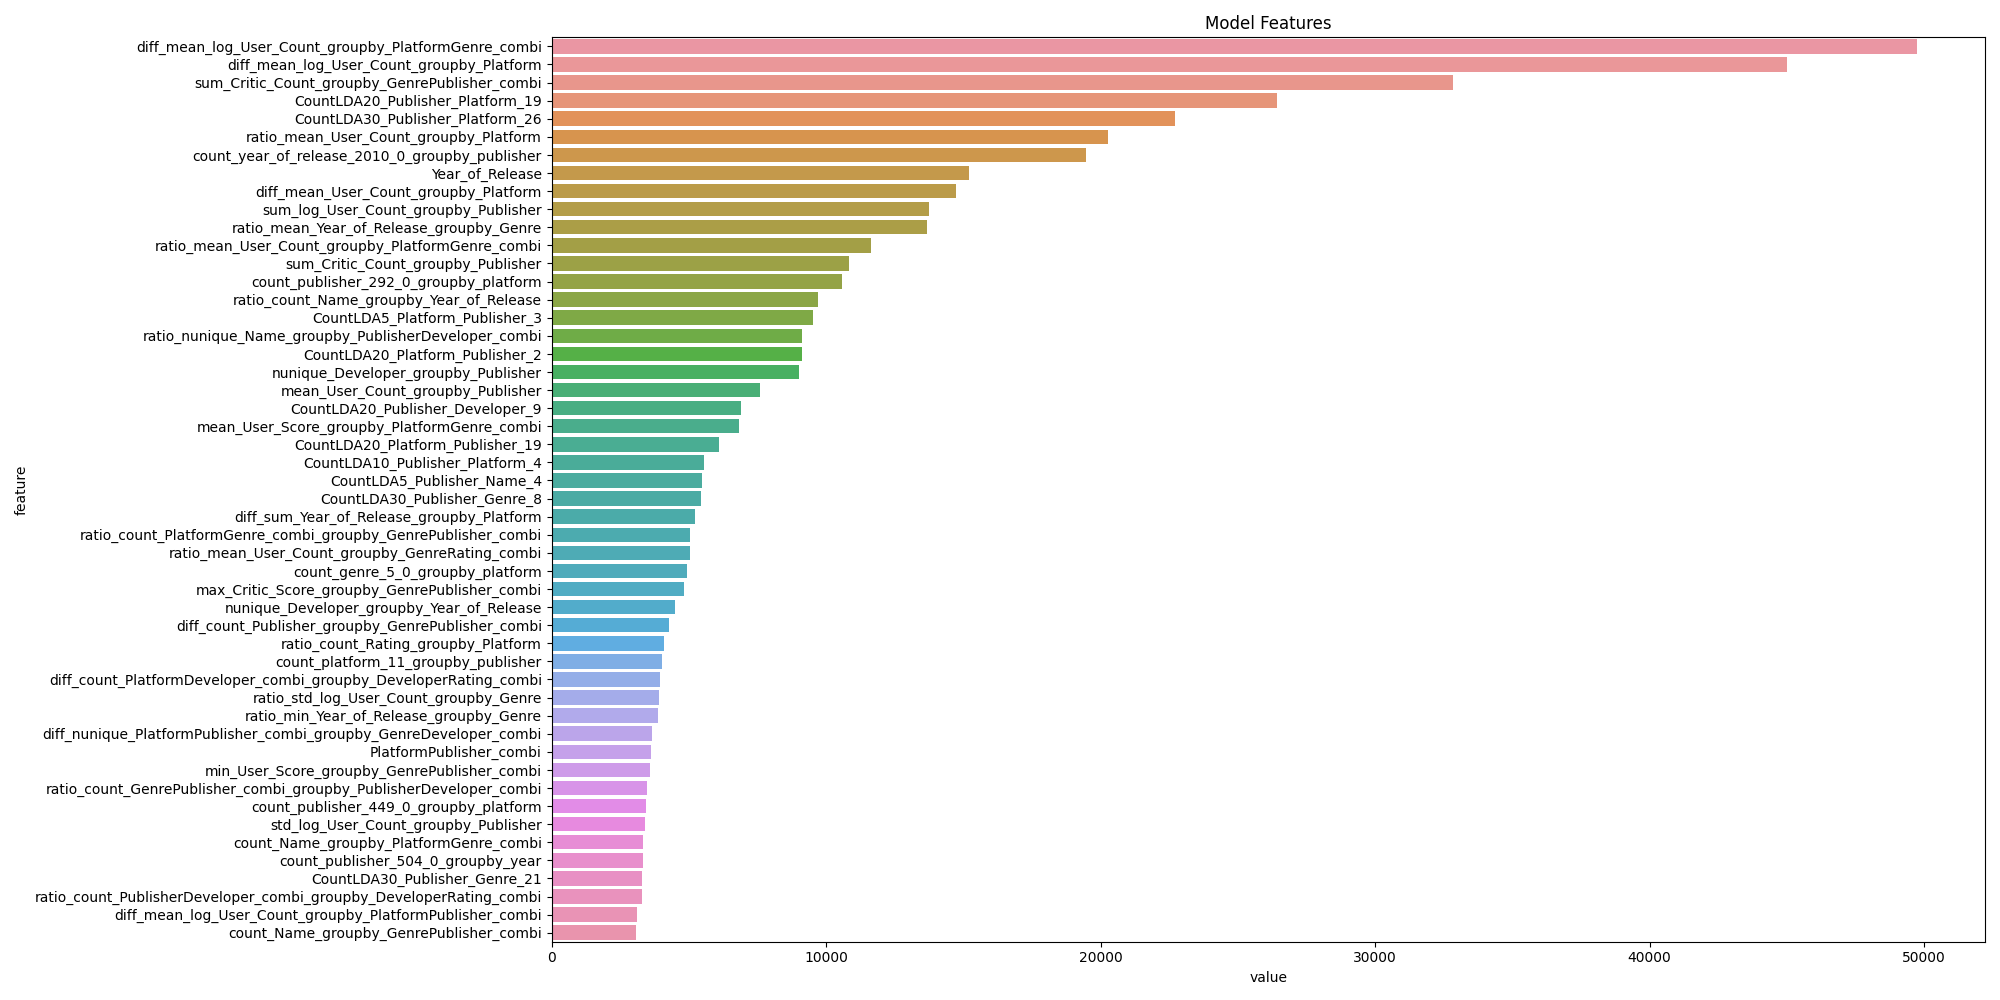 Model Features
diff_mean_log_User_Count_groupby_PlatformGenre_combi
diff_mean_log_User_Count_groupby_Platform
sum_Critic_Count_groupby_GenrePublisher_combi
CountLDA20_Publisher_Platform_19
CountLDA30_Publisher_Platform_26
ratio_mean_User_Count_groupby_Platform
count_year_of_release_2010_0_groupby_publisher
Year_of_Release
diff_mean_User_Count_groupby_Platform
sum_log_User_Count_groupby_Publisher
ratio_mean_Year_of_Release_groupby_Genre
ratio_mean_User_Count_groupby_PlatformGenre_combi
sum_Critic_Count_groupby_Publisher
count_publisher_292_0_groupby_platform
ratio_count_Name_groupby_Year_of_Release
CountLDA5_Platform_Publisher_3
ratio_nunique_Name_groupby_PublisherDeveloper_combi
CountLDA20_Platform_Publisher_2
nunique_Developer_groupby_Publisher
mean_User_Count_groupby_Publisher
CountLDA20_Publisher_Developer_9
mean_User_Score_groupby_PlatformGenre_combi
CountLDA20_Platform_Publisher_19
CountLDA10_Publisher_Platform_4
CountLDA5_Publisher_Name_4
CountLDA30_Publisher_Genre_8
diff_sum_Year_of_Release_groupby_Platform
ratio_count_PlatformGenre_combi_groupby_GenrePublisher_combi
ratio_mean_User_Count_groupby_GenreRating_combi
count_genre_5_0_groupby_platform
max_Critic_Score_groupby_GenrePublisher_combi
nunique_Developer_groupby_Year_of_Release
diff_count_Publisher_groupby_GenrePublisher_combi
ratio_count_Rating_groupby_Platform
count_platform_11_groupby_publisher
diff_count_PlatformDeveloper_combi_groupby_DeveloperRating_combi
ratio_std_log_User_Count_groupby_Genre
ratio_min_Year_of_Release_groupby_Genre
diff_nunique_PlatformPublisher_combi_groupby_GenreDeveloper_combi
PlatformPublisher_combi
min_User_Score_groupby_GenrePublisher_combi
ratio_count_GenrePublisher_combi_groupby_PublisherDeveloper_combi
count_publisher_449_0_groupby_platform
std_log_User_Count_groupby_Publisher
count_Name_groupby_PlatformGenre_combi
count_publisher_504_0_groupby_year
CountLDA30_Publisher_Genre_21
ratio_count_PublisherDeveloper_combi_groupby_DeveloperRating_combi
diff_mean_log_User_Count_groupby_PlatformPublisher_combi
count_Name_groupby_GenrePublisher_combi
feature
0 10000 20000 30000 40000 50000
value